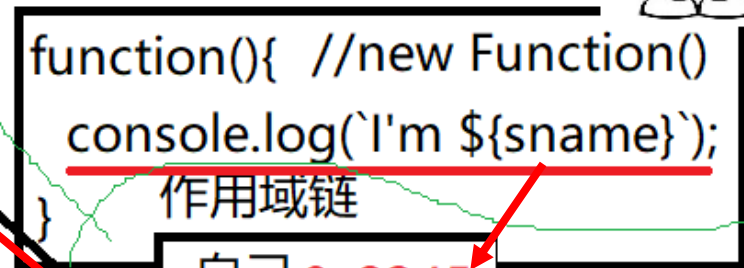 function(){  //new Function()
console.log(`I'm ${sname}`);
作用域链
}